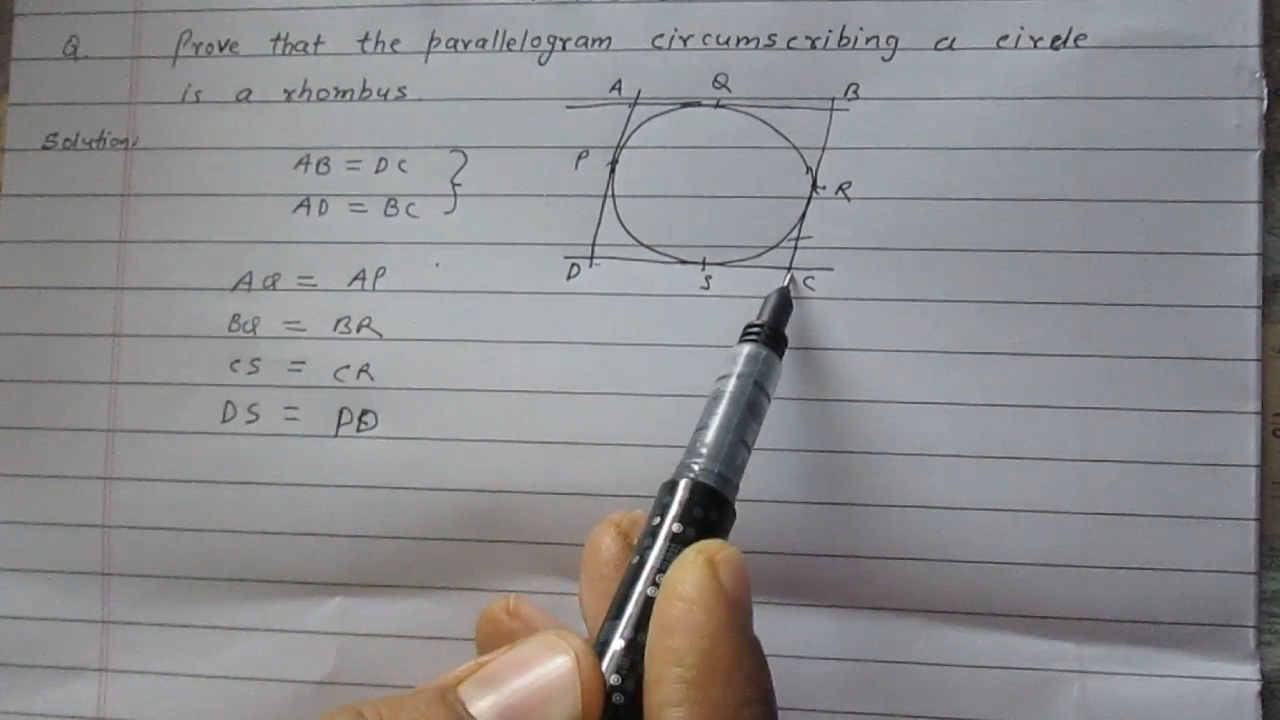 Q. Prove that the parallelogram circumscribing a circle
is a rhombus.
Solution:
AB = DC }
AD = BC
AQ = AP
BQ = BR
CS = CR
DS = PD
A Q B
P R
D S C